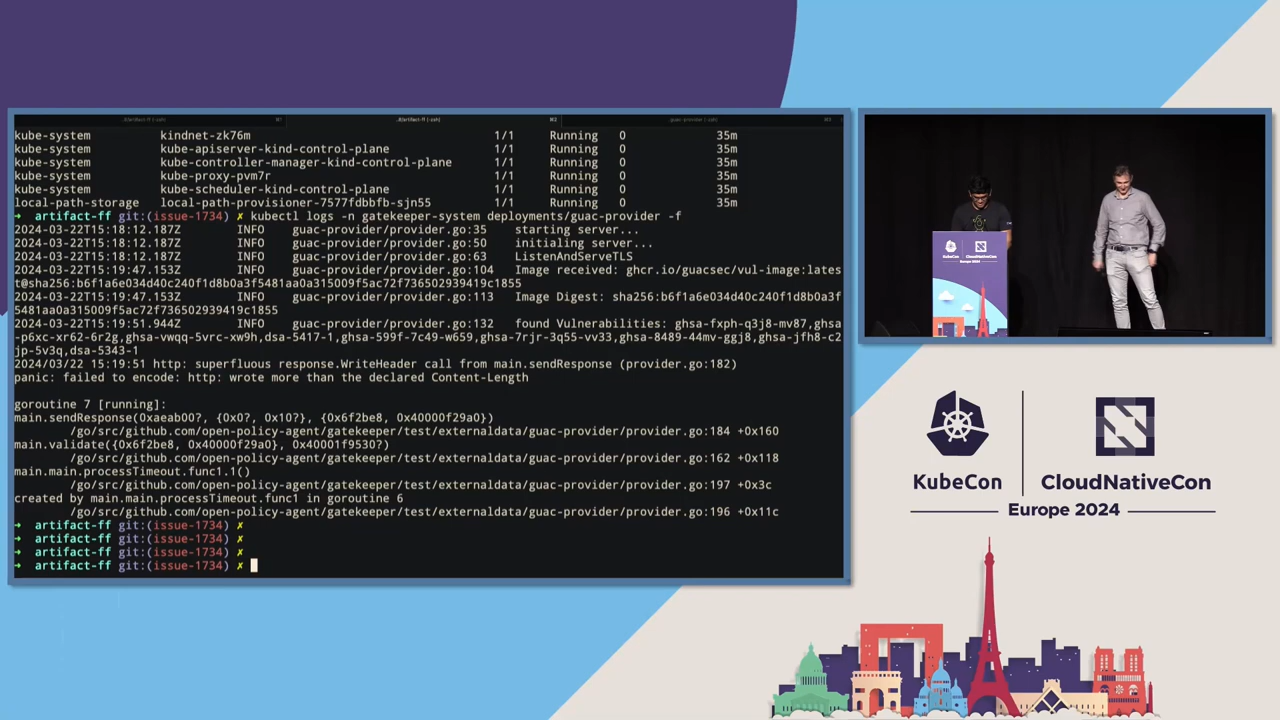 ../artifact-ff (-zsh) ⌘1 ../artifact-ff (-zsh) ⌘2 ..guac-provider (-zsh) ⌘3
kube-system kindnet-zk76m 1/1 Running 0 35m
kube-system kube-apiserver-kind-control-plane 1/1 Running 0 35m
kube-system kube-controller-manager-kind-control-plane 1/1 Running 0 35m
kube-system kube-proxy-pvm7r 1/1 Running 0 35m
kube-system kube-scheduler-kind-control-plane 1/1 Running 0 35m
local-path-storage local-path-provisioner-7577fdbbfb-sjn55 1/1 Running 0 35m
➜ artifact-ff git:(issue-1734) ✗ kubectl logs -n gatekeeper-system deployments/guac-provider -f
2024-03-22T15:18:12.187Z INFO guac-provider/provider.go:35 starting server...
2024-03-22T15:18:12.187Z INFO guac-provider/provider.go:50 initialing server...
2024-03-22T15:18:12.187Z INFO guac-provider/provider.go:63 ListenAndServeTLS
2024-03-22T15:19:47.153Z INFO guac-provider/provider.go:104 Image received: ghcr.io/guacsec/vul-image:lates
t@sha256:b6f1a6e034d40c240f1d8b0a3f5481aa0a315009f5ac72f736502939419c1855
2024-03-22T15:19:47.153Z INFO guac-provider/provider.go:113 Image Digest: sha256:b6f1a6e034d40c240f1d8b0a3f
5481aa0a315009f5ac72f736502939419c1855
2024-03-22T15:19:51.944Z INFO guac-provider/provider.go:132 found Vulnerabilities: ghsa-fxph-q3j8-mv87,ghsa
-p6xc-xr62-6r2g,ghsa-vwqq-5vrc-xw9h,dsa-5417-1,ghsa-599f-7c49-w659,ghsa-7rjr-3q55-vv33,ghsa-8489-44mv-ggj8,ghsa-jfh8-c2
jp-5v3q,dsa-5343-1
2024/03/22 15:19:51 http: superfluous response.WriteHeader call from main.sendResponse (provider.go:182)
panic: failed to encode: http: wrote more than the declared Content-Length
goroutine 7 [running]:
main.sendResponse(0xaeab00?, {0x0?, 0x10?}, {0x6f2be8, 0x40000f29a0})
/go/src/github.com/open-policy-agent/gatekeeper/test/externaldata/guac-provider/provider.go:184 +0x160
main.validate({0x6f2be8, 0x40000f29a0}, 0x40001f9530?)
/go/src/github.com/open-policy-agent/gatekeeper/test/externaldata/guac-provider/provider.go:162 +0x118
main.main.processTimeout.func1.1()
/go/src/github.com/open-policy-agent/gatekeeper/test/externaldata/guac-provider/provider.go:197 +0x3c
created by main.main.processTimeout.func1 in goroutine 6
/go/src/github.com/open-policy-agent/gatekeeper/test/externaldata/guac-provider/provider.go:196 +0x11c
➜ artifact-ff git:(issue-1734) ✗
➜ artifact-ff git:(issue-1734) ✗
➜ artifact-ff git:(issue-1734) ✗
➜ artifact-ff git:(issue-1734) ✗
KubeCon CloudNativeCon
Europe 2024
KubeCon CloudNativeCon
Europe 2024